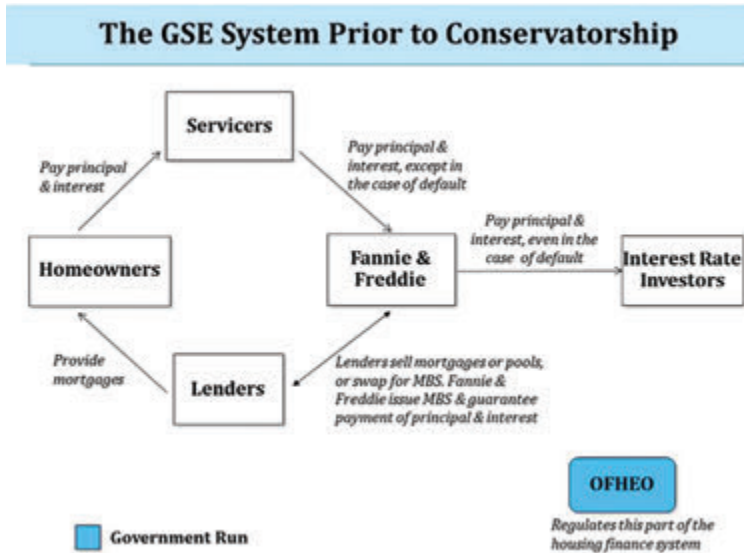 The GSE System Prior to Conservatorship
Servicers
Pay principal
& interest
Pay principal &
interest, except in
the case of default
Pay principal &
interest, even in the
case of default
Homeowners
Fannie &
Freddie
Interest Rate
Investors
Provide
mortgages
Lenders
Lenders sell mortgages or pools,
or swap for MBS. Fannie &
Freddie issue MBS & guarantee
payment of principal & interest
OFHEO
Regulates this part of the
housing finance system
Government Run